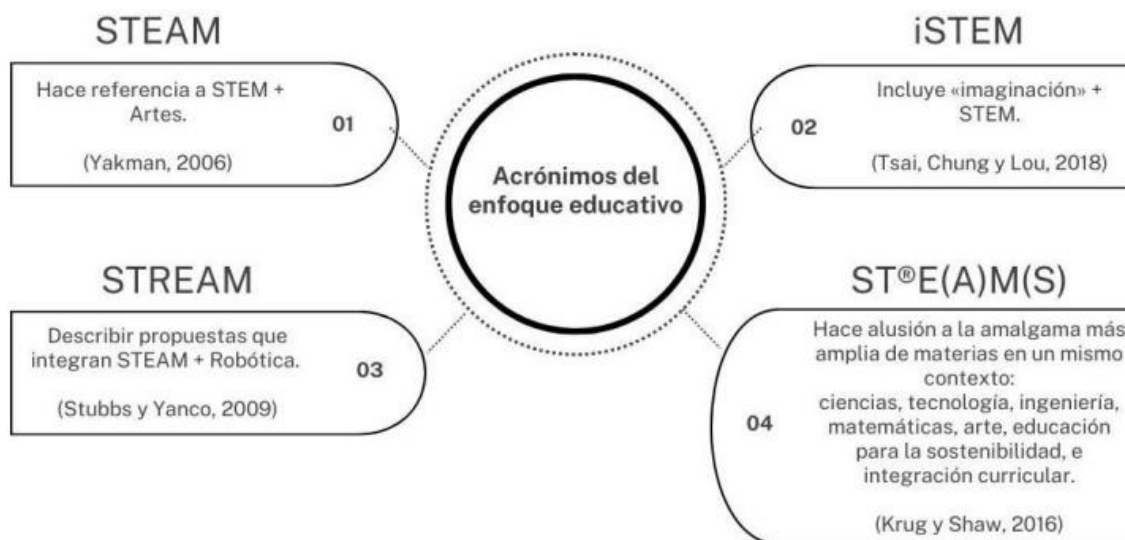 STEAM
Hace referencia a STEM +
Artes.
(Yakman, 2006)
01
iSTEM
Incluye «imaginación» +
STEM.
(Tsai, Chung y Lou, 2018)
02
Acrónimos del
enfoque educativo
STREAM
Describir propuestas que
integran STEAM + Robótica.
(Stubbs y Yanco, 2009)
03
ST®E(A)M(S)
Hace alusión a la amalgama más
amplia de materias en un mismo
contexto:
ciencias, tecnología, ingeniería,
matemáticas, arte, educación
para la sostenibilidad, e
integración curricular.
(Krug y Shaw, 2016)
04